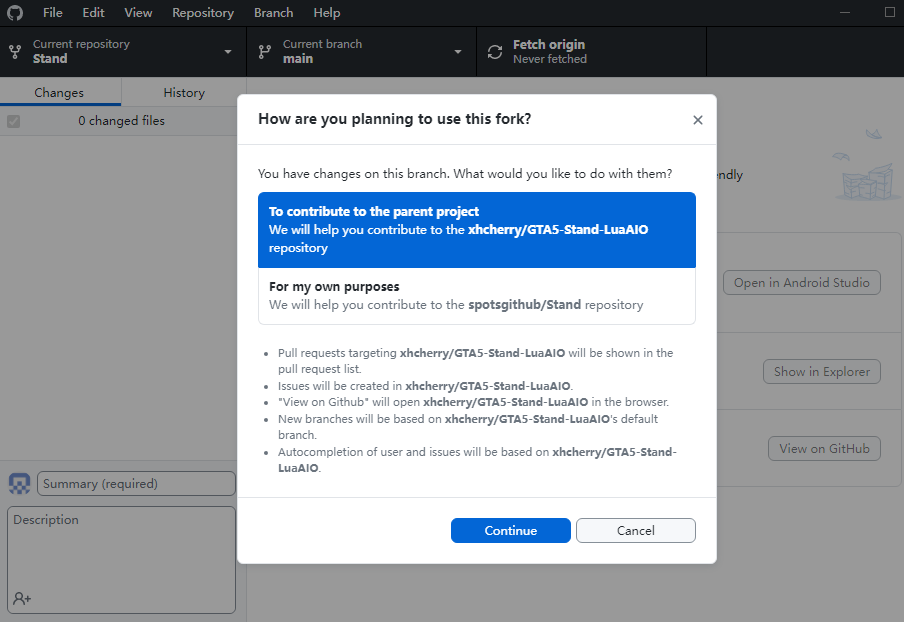 File Edit View Repository Branch Help
Current repository
Stand
Current branch
main
Fetch origin
Never fetched
Changes History
0 changed files
How are you planning to use this fork?
You have changes on this branch. What would you like to do with them?
To contribute to the parent project
We will help you contribute to the xhcherry/GTA5-Stand-LuaAIO
repository
For my own purposes
We will help you contribute to the spotsgithub/Stand repository
• Pull requests targeting xhcherry/GTA5-Stand-LuaAIO will be shown in the
pull request list.
• Issues will be created in xhcherry/GTA5-Stand-LuaAIO.
• "View on Github" will open xhcherry/GTA5-Stand-LuaAIO in the browser.
• New branches will be based on xhcherry/GTA5-Stand-LuaAIO's default
branch.
• Autocompletion of user and issues will be based on xhcherry/GTA5-Stand-
LuaAIO.
Continue Cancel
endly
Open in Android Studio
Show in Explorer
View on GitHub
Summary (required)
Description